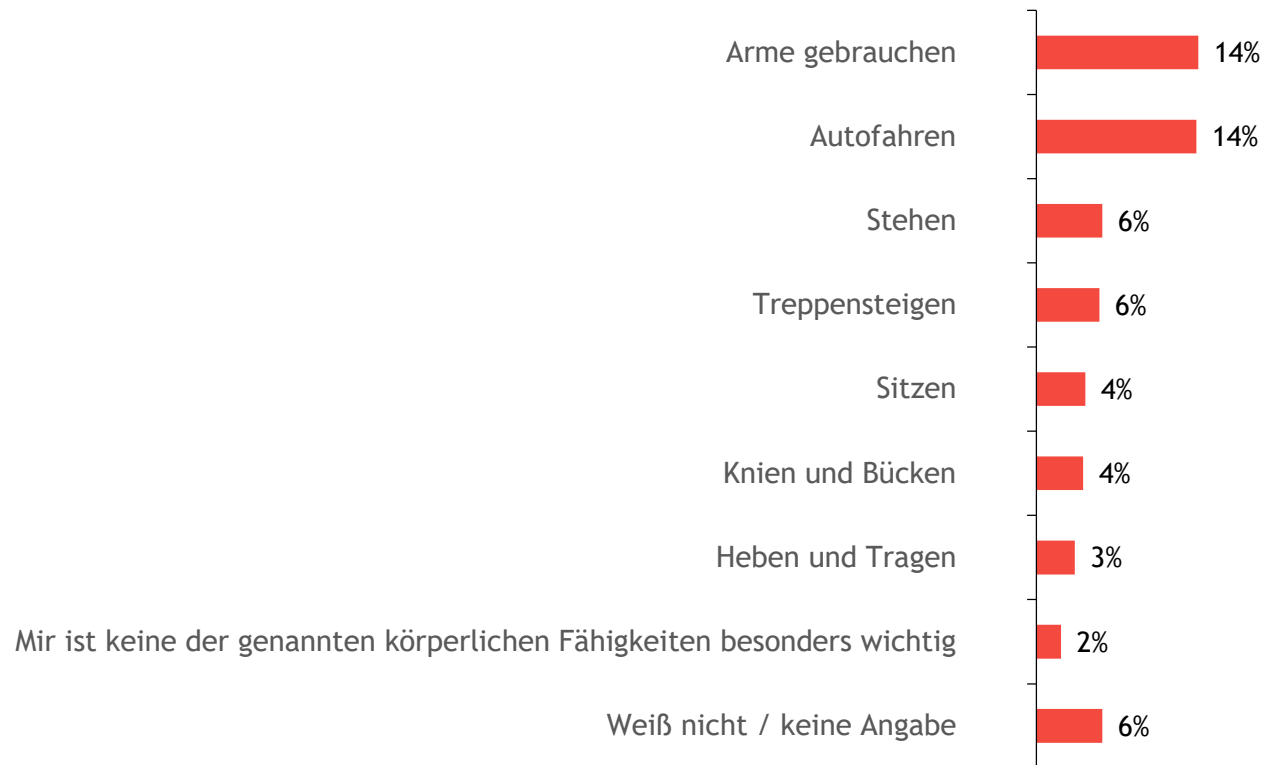 Arme gebrauchen 14%
Autofahren 14%
Stehen 6%
Treppensteigen 6%
Sitzen 4%
Knien und Bücken 4%
Heben und Tragen 3%
Mir ist keine der genannten körperlichen Fähigkeiten besonders wichtig 2%
Weiß nicht / keine Angabe 6%